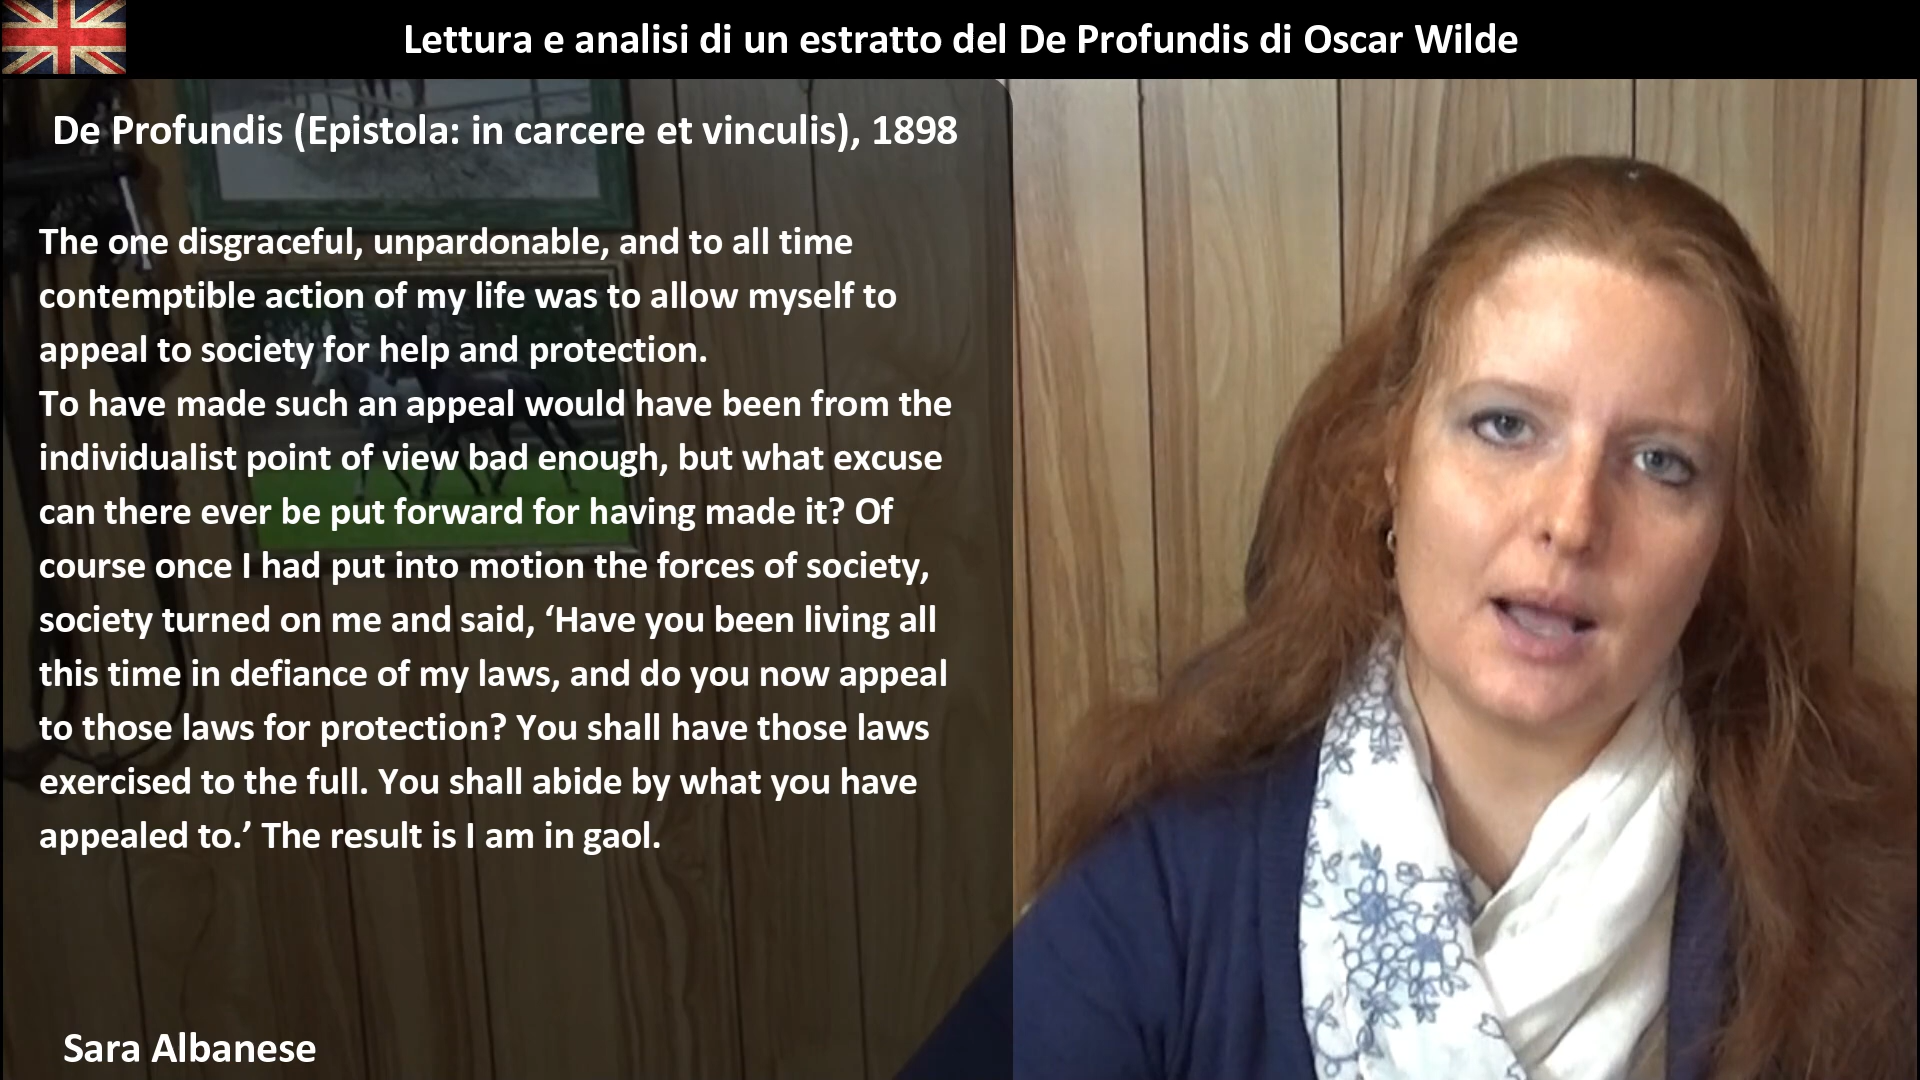 Lettura e analisi di un estratto del De Profundis di Oscar Wilde
De Profundis (Epistola: in carcere et vinculis), 1898
The one disgraceful, unpardonable, and to all time
contemptible action of my life was to allow myself to
appeal to society for help and protection.
To have made such an appeal would have been from the
individualist point of view bad enough, but what excuse
can there ever be put forward for having made it? Of
course once I had put into motion the forces of society,
society turned on me and said, ‘Have you been living all
this time in defiance of my laws, and do you now appeal
to those laws for protection? You shall have those laws
exercised to the full. You shall abide by what you have
appealed to.’ The result is I am in gaol.
Sara Albanese